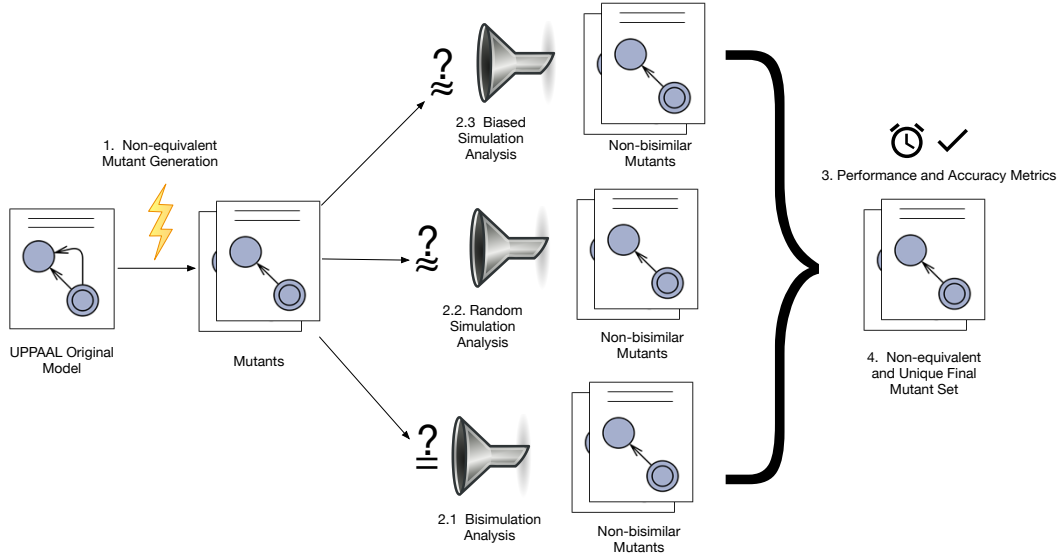 1. Non-equivalent
Mutant Generation
UPPAAL Original
Model
Mutants
≈?
2.3 Biased
Simulation
Analysis
Non-bisimilar
Mutants
≈?
2.2. Random
Simulation
Analysis
Non-bisimilar
Mutants
=?
2.1 Bisimulation
Analysis
Non-bisimilar
Mutants
3. Performance and Accuracy Metrics
4. Non-equivalent
and Unique Final
Mutant Set